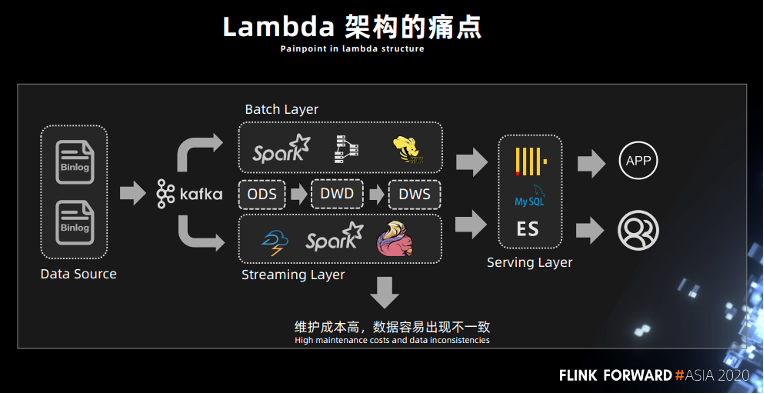 Lambda 架构的痛点
Painpoint in lambda structure
Batch Layer
Spark
Binlog
kafka
ODS
DWD
DWS
Binlog
Spark
Data Source
Streaming Layer
MySQL
ES
Serving Layer
APP
维护成本高，数据容易出现不一致
High maintenance costs and data inconsistencies
FLINK FORWARD #ASIA 2020